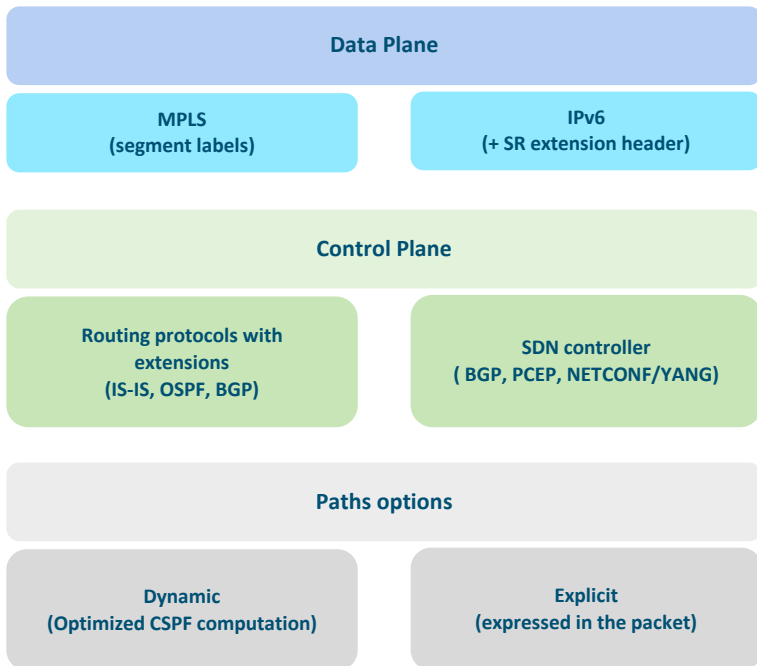 Data Plane
MPLS
(segment labels)
IPv6
(+ SR extension header)
Control Plane
Routing protocols with
extensions
(IS-IS, OSPF, BGP)
SDN controller
( BGP, PCEP, NETCONF/YANG)
Paths options
Dynamic
(Optimized CSPF computation)
Explicit
(expressed in the packet)